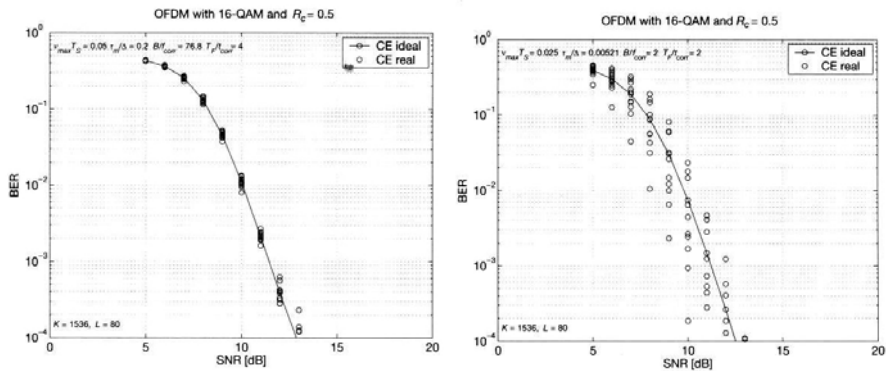 OFDM with 16-QAM and R_c = 0.5
ν_max T_S = 0.05 τ_m/Δ = 0.2 B/f_corr = 76.8 T_F/t_corr = 4
CE ideal
CE real
BER
10^0
10^-1
10^-2
10^-3
10^-4
K = 1536, L = 80
0
5
10
15
20
SNR [dB]
OFDM with 16-QAM and R_c = 0.5
ν_max T_S = 0.025 τ_m/Δ = 0.00521 B/f_corr = 2 T_F/t_corr = 2
CE ideal
CE real
BER
10^0
10^-1
10^-2
10^-3
10^-4
K = 1536, L = 80
0
5
10
15
20
SNR [dB]